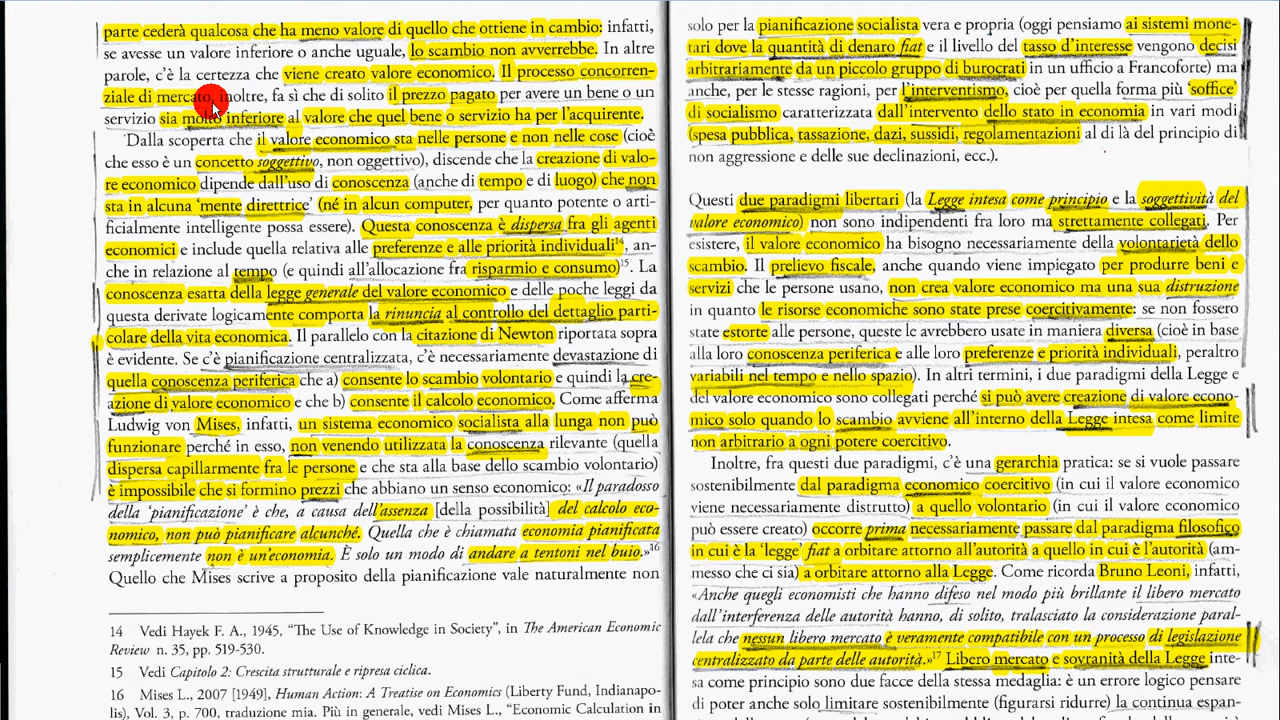 parte cederà qualcosa che ha meno valore di quello che ottiene in cambio: infatti,
se avesse un valore inferiore o anche uguale, lo scambio non avverrebbe. In altre
parole, c'è la certezza che viene creato valore economico. Il processo concorren-
ziale di mercato, inoltre, fa sì che di solito il prezzo pagato per avere un bene o un
servizio sia molto inferiore al valore che quel bene o servizio ha per l'acquirente.
Dalla scoperta che il valore economico sta nelle persone e non nelle cose (cioè
che esso è un concetto soggettivo, non oggettivo), discende che la creazione di valo-
re economico dipende dall'uso di conoscenza (anche di tempo e di luogo) che non
sta in alcuna 'mente direttrice' (né in alcun computer, per quanto potente o arti-
ficialmente intelligente possa essere). Questa conoscenza è dispersa fra gli agenti
economici e include quella relativa alle preferenze e alle priorità individuali14, an-
che in relazione al tempo (e quindi all'allocazione fra risparmio e consumo)15. La
conoscenza esatta della legge generale del valore economico e delle poche leggi da
questa derivate logicamente comporta la rinuncia al controllo del dettaglio parti-
colare della vita economica. Il parallelo con la citazione di Newton riportata sopra
è evidente. Se c'è pianificazione centralizzata, c'è necessariamente devastazione di
quella conoscenza periferica che a) consente lo scambio volontario e quindi la cre-
azione di valore economico e che b) consente il calcolo economico. Come afferma
Ludwig von Mises, infatti, un sistema economico socialista alla lunga non può
funzionare perché in esso, non venendo utilizzata la conoscenza rilevante (quella
dispersa capillarmente fra le persone e che sta alla base dello scambio volontario)
è impossibile che si formino prezzi che abbiano un senso economico: «Il paradosso
della 'pianificazione' è che, a causa dell'assenza [della possibilità] del calcolo eco-
nomico, non può pianificare alcunché. Quella che è chiamata economia pianificata
semplicemente non è un'economia. È solo un modo di andare a tentoni nel buio.»16
Quello che Mises scrive a proposito della pianificazione vale naturalmente non
14 Vedi Hayek F. A., 1945, "The Use of Knowledge in Society", in The American Economic
Review n. 35, pp. 519-530.
15 Vedi Capitolo 2: Crescita strutturale e ripresa ciclica.
16 Mises L., 2007 [1949], Human Action: A Treatise on Economics (Liberty Fund, Indianapo-
lis), Vol. 3, p. 700, traduzione mia. Più in generale, vedi Mises L., "Economic Calculation in
solo per la pianificazione socialista vera e propria (oggi pensiamo ai sistemi mone-
tari dove la quantità di denaro fiat e il livello del tasso d'interesse vengono decisi
arbitrariamente da un piccolo gruppo di burocrati in un ufficio a Francoforte) ma
anche, per le stesse ragioni, per l'interventismo, cioè per quella forma più 'soffice'
di socialismo caratterizzata dall'intervento dello stato in economia in vari modi
(spesa pubblica, tassazione, dazi, sussidi, regolamentazioni al di là del principio di
non aggressione e delle sue declinazioni, ecc.).
Questi due paradigmi libertari (la Legge intesa come principio e la soggettività del
valore economico) non sono indipendenti fra loro ma strettamente collegati. Per
esistere, il valore economico ha bisogno necessariamente della volontarietà dello
scambio. Il prelievo fiscale, anche quando viene impiegato per produrre beni e
servizi che le persone usano, non crea valore economico ma una sua distruzione
in quanto le risorse economiche sono state prese coercitivamente: se non fossero
state estorte alle persone, queste le avrebbero usate in maniera diversa (cioè in base
alla loro conoscenza periferica e alle loro preferenze e priorità individuali, peraltro
variabili nel tempo e nello spazio). In altri termini, i due paradigmi della Legge e
del valore economico sono collegati perché si può avere creazione di valore econo-
mico solo quando lo scambio avviene all'interno della Legge intesa come limite
non arbitrario a ogni potere coercitivo.
Inoltre, fra questi due paradigmi, c'è una gerarchia pratica: se si vuole passare
sostenibilmente dal paradigma economico coercitivo (in cui il valore economico
viene necessariamente distrutto) a quello volontario (in cui il valore economico
può essere creato) occorre prima necessariamente passare dal paradigma filosofico
in cui è la 'legge' fiat a orbitare attorno all'autorità a quello in cui è l'autorità (am-
messo che ci sia) a orbitare attorno alla Legge. Come ricorda Bruno Leoni, infatti,
«Anche quegli economisti che hanno difeso nel modo più brillante il libero mercato
dall'interferenza delle autorità hanno, di solito, tralasciato la considerazione paral-
lela che nessun libero mercato è veramente compatibile con un processo di legislazione
centralizzato da parte delle autorità.»17 Libero mercato e sovranità della Legge inte-
sa come principio sono due facce della stessa medaglia: è un errore logico pensare
di poter anche solo limitare sostenibilmente (figurarsi ridurre) la continua espan-